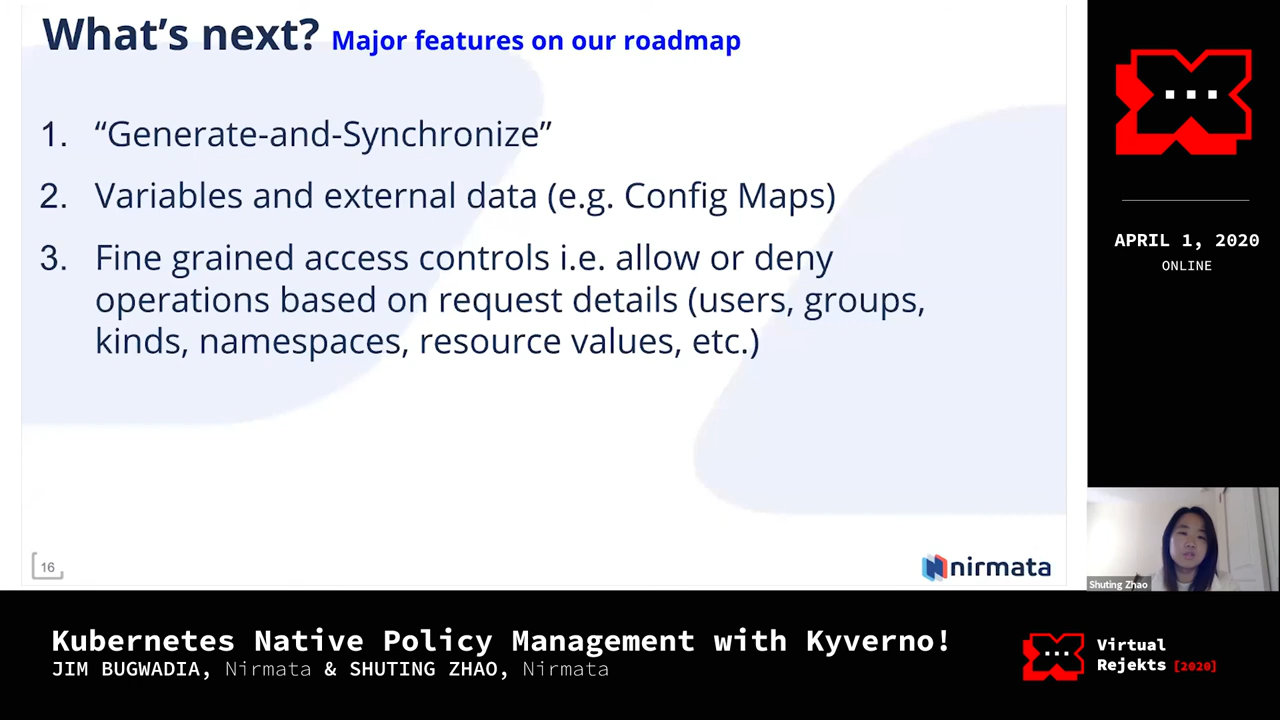 What's next? Major features on our roadmap
1. “Generate-and-Synchronize”
2. Variables and external data (e.g. Config Maps)
3. Fine grained access controls i.e. allow or deny
operations based on request details (users, groups,
kinds, namespaces, resource values, etc.)
16
nirmata
APRIL 1, 2020
ONLINE
Shuting Zhao
Kubernetes Native Policy Management with Kyverno!
JIM BUGWADIA, Nirmata & SHUTING ZHAO, Nirmata
Virtual
Rejekts [2020]